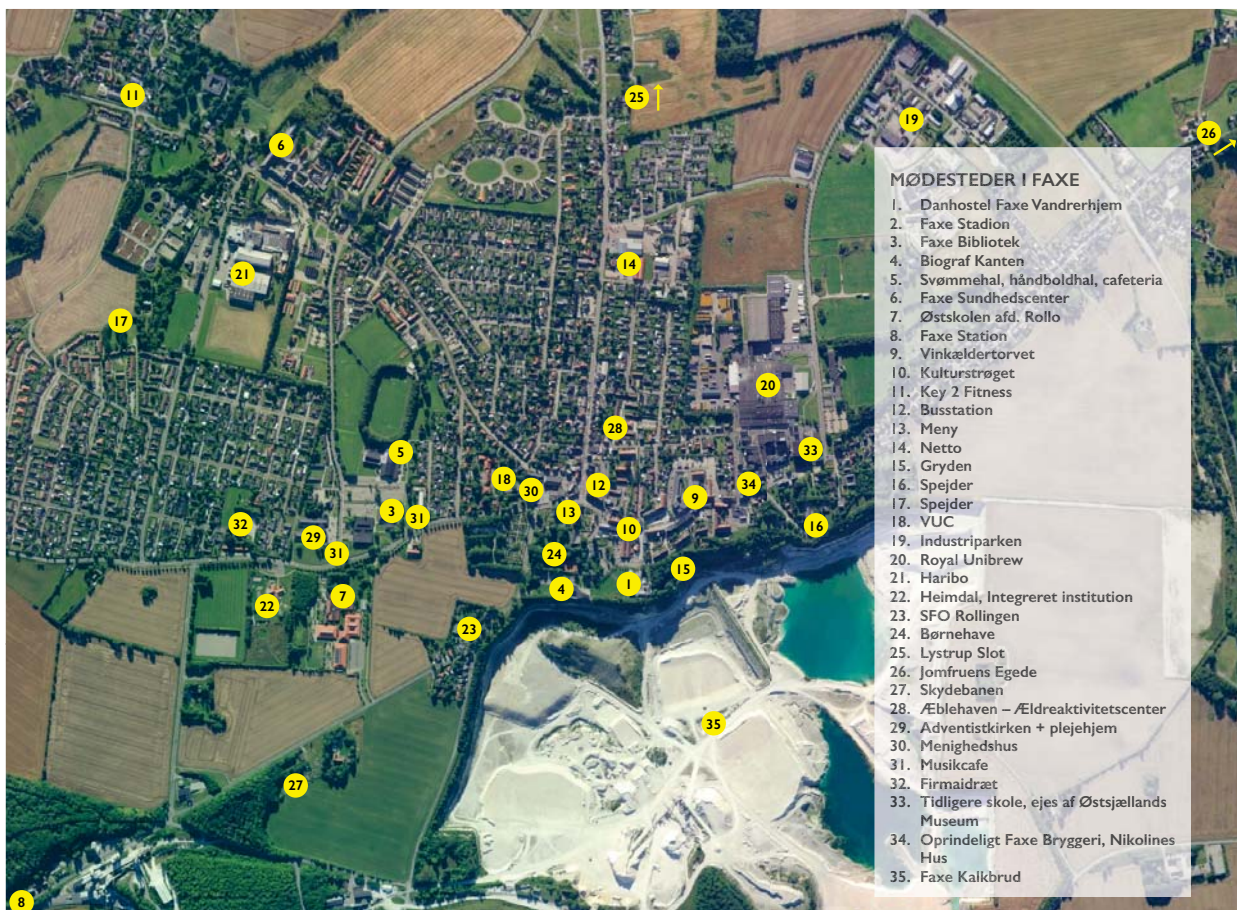 25
11
19
26
6
MØDESTEDER I FAXE
1. Danhostel Faxe Vandrerhjem
2. Faxe Stadion
3. Faxe Bibliotek
4. Biograf Kanten
5. Svømmehal, håndboldhal, cafeteria
6. Faxe Sundhedscenter
7. Østskolen afd. Rollo
8. Faxe Station
9. Vinkældertorvet
10. Kulturstrøget
11. Key 2 Fitness
12. Busstation
13. Meny
14. Netto
15. Gryden
16. Spejder
17. Spejder
18. VUC
19. Industriparken
20. Royal Unibrew
21. Haribo
22. Heimdal, Integreret institution
23. SFO Rollingen
24. Børnehave
25. Lystrup Slot
26. Jomfruens Egede
27. Skydebanen
28. Æblehaven – Ældreaktivitetscenter
29. Adventistkirken + plejehjem
30. Menighedshus
31. Musikcafe
32. Firmaidræt
33. Tidligere skole, ejes af Østsjællands
Museum
34. Oprindeligt Faxe Bryggeri, Nikolines
Hus
35. Faxe Kalkbrud
14
21
17
20
28
33
5
18
30
12
34
9
3
31
13
32
16
10
29
31
24
15
4
1
7
22
23
35
27
8